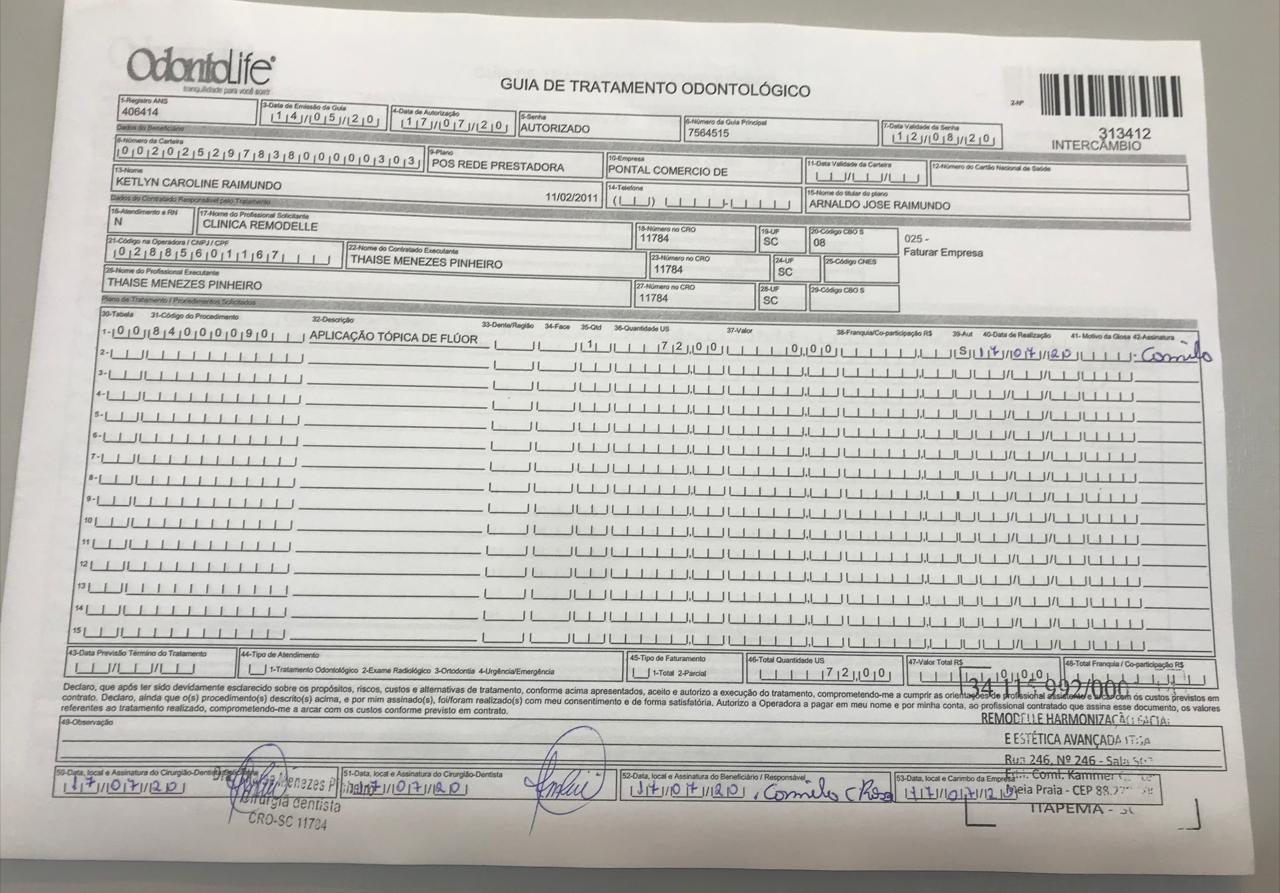 OdontoLife®
tranquilidade para você sorrir
GUIA DE TRATAMENTO ODONTOLÓGICO
2-Nº
313412
INTERCÂMBIO
1-Registro ANS
406414
3-Data de Emissão da Guia
14/05/20
4-Data de Autorização
17/07/20
5-Senha
AUTORIZADO
6-Número da Guia Principal
7564515
7-Data Validade da Senha
12/08/20
Dados do Beneficiário
8-Número da Carteira
00202529783800000303
9-Plano
POS REDE PRESTADORA
10-Empresa
PONTAL COMERCIO DE
11-Data Validade da Carteira
12-Número do Cartão Nacional de Saúde
13-Nome
KETLYN CAROLINE RAIMUNDO
11/02/2011
14-Telefone
15-Nome do titular do plano
ARNALDO JOSE RAIMUNDO
Dados do Contratado Responsável pelo Tratamento
16-Atendimento a RN
N
17-Nome do Profissional Solicitante
CLINICA REMODELLE
18-Número no CRO
11784
19-UF
SC
20-Código CBO S
08
025 -
Faturar Empresa
21-Código na Operadora / CNPJ / CPF
02885601167
22-Nome do Contratado Executante
THAISE MENEZES PINHEIRO
23-Número no CRO
11784
24-UF
SC
25-Código CNES
26-Nome do Profissional Executante
THAISE MENEZES PINHEIRO
27-Número no CRO
11784
28-UF
SC
29-Código CBO S
Plano de Tratamento / Procedimentos Solicitados
30-Tabela 31-Código do Procedimento 32-Descrição 33-Dente/Região 34-Face 35-Qtd 36-Quantidade US 37-Valor 38-Franquia/Co-participação R$ 39-Aut 40-Data de Realização 41- Motivo da Glosa 42-Assinatura
1- 00 84000090 APLICAÇÃO TÓPICA DE FLÚOR 1 72,00 0,00 S 17/07/20
2-
3-
4-
5-
6-
7-
8-
9-
10
11
12
13
14
15
43-Data Previsão Término do Tratamento
44-Tipo de Atendimento
1-Tratamento Odontológico 2-Exame Radiológico 3-Ortodontia 4-Urgência/Emergência
45-Tipo de Faturamento
1-Total 2-Parcial
46-Total Quantidade US
72,00
47-Valor Total R$
0,00
48-Total Franquia / Co-participação R$
Declaro, que após ter sido devidamente esclarecido sobre os propósitos, riscos, custos e alternativas de tratamento, conforme acima apresentados, aceito e autorizo a execução do tratamento, comprometendo-me a cumprir as orientações do profissional assistente e arcar com os custos previstos em
contrato. Declaro, ainda que o(s) procedimento(s) descrito(s) acima, e por mim assinado(s), foi/foram realizado(s) com meu consentimento e de forma satisfatória. Autorizo a Operadora a pagar em meu nome e por minha conta, ao profissional contratado que assina esse documento, os valores
referentes ao tratamento realizado, comprometendo-me a arcar com os custos conforme previsto em contrato.
REMODELLE HARMONIZAÇÃO FACIAL
E ESTÉTICA AVANÇADA LTDA
Rua 246, Nº 246 - Sala
Meia Praia - CEP
ITAPEMA - SC
49-Observação
50-Data, local e Assinatura do Cirurgião-Dentista
17/07/20
Menezes
Cirurgiã dentista
CRO-SC 11784
51-Data, local e Assinatura do Cirurgião-Dentista
17/07/20
52-Data, local e Assinatura do Beneficiário / Responsável
17/07/20
53-Data, local e Carimbo da Empresa
17/07/20